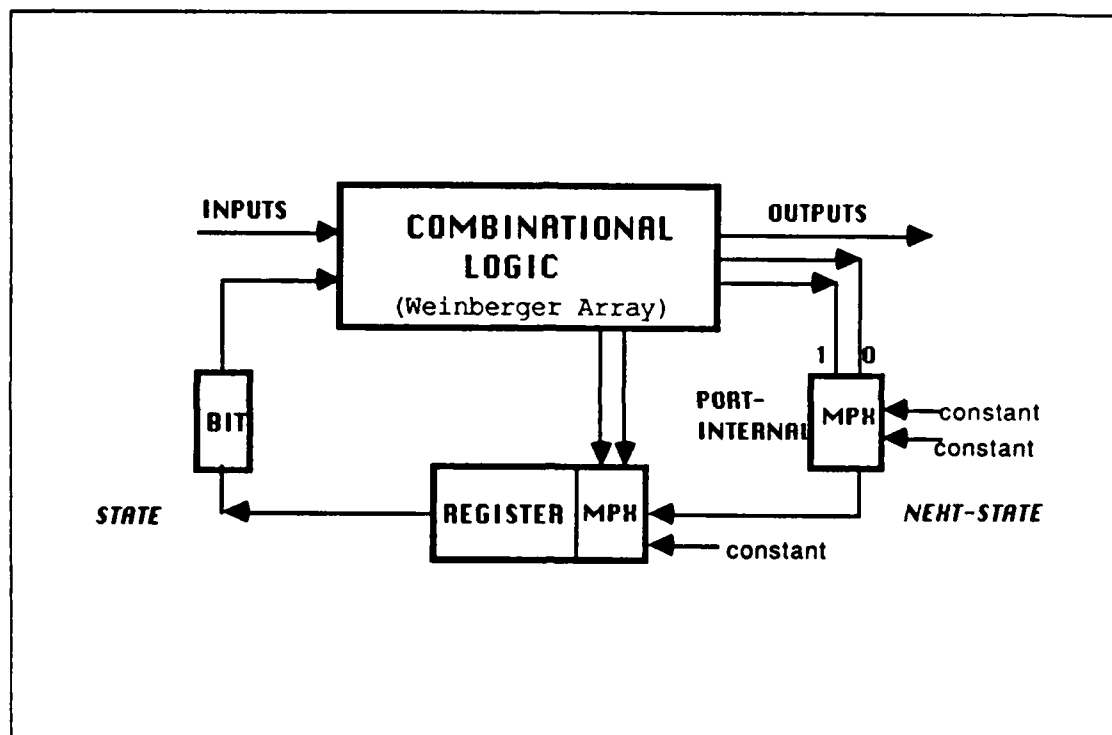 INPUTS
COMBINATIONAL
LOGIC
(Weinberger Array)
OUTPUTS
1 0
BIT
PORT-
INTERNAL
MPX
constant
constant
STATE
REGISTER
MPX
NEXT-STATE
constant